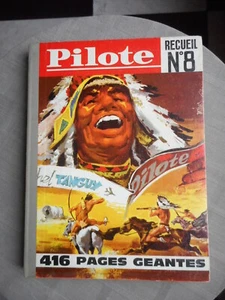 Pilote
RECUEIL
N°8
TANGUY
Pilote
416 PAGES GEANTES